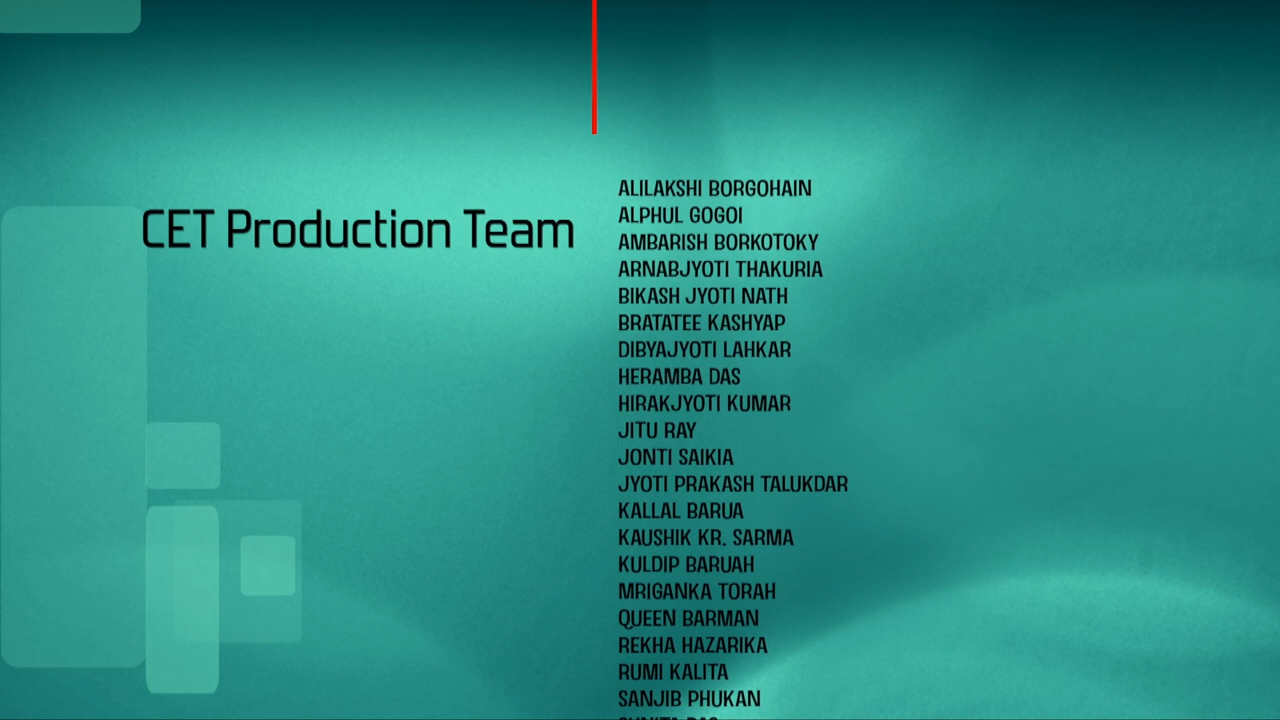 CET Production Team
ALILAKSHI BORGOHAIN
ALPHUL GOGOI
AMBARISH BORKOTOKY
ARNABJYOTI THAKURIA
BIKASH JYOTI NATH
BRATATEE KASHYAP
DIBYAJYOTI LAHKAR
HERAMBA DAS
HIRAKJYOTI KUMAR
JITU RAY
JONTI SAIKIA
JYOTI PRAKASH TALUKDAR
KALLAL BARUA
KAUSHIK KR. SARMA
KULDIP BARUAH
MRIGANKA TORAH
QUEEN BARMAN
REKHA HAZARIKA
RUMI KALITA
SANJIB PHUKAN